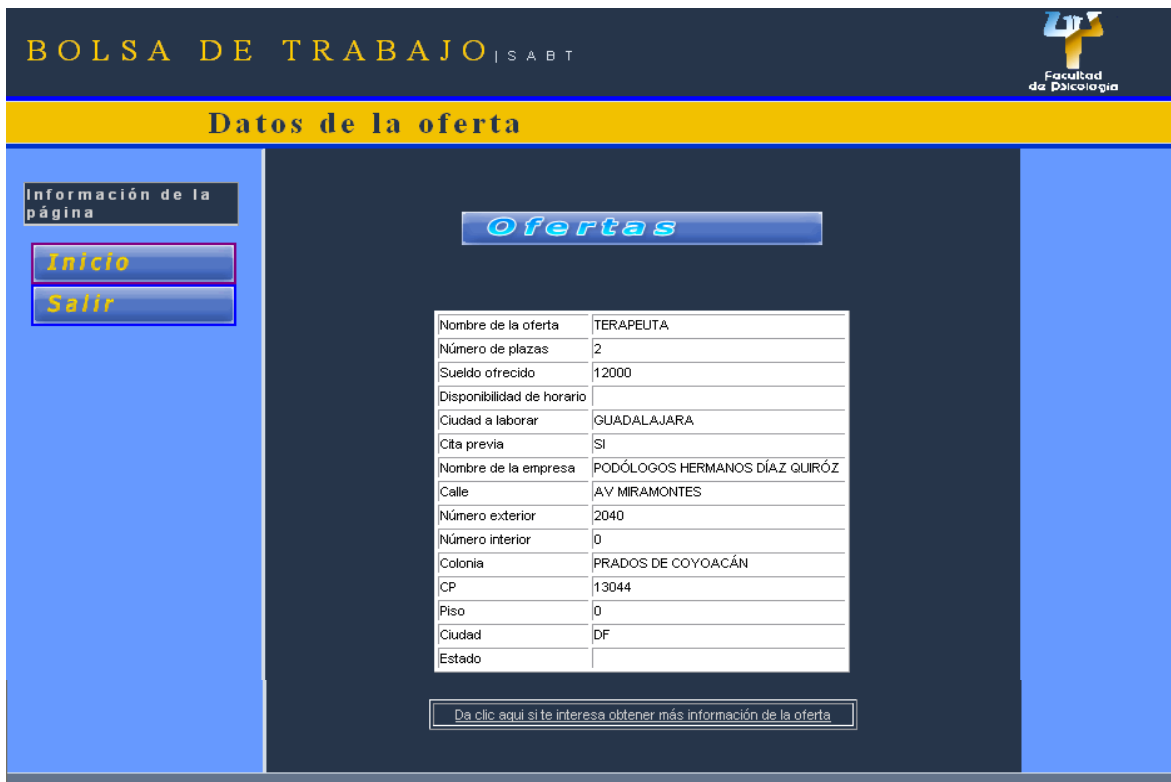 BOLSA DE TRABAJO | SABT
Facultad
de Psicología
Datos de la oferta
Información de la
página
Inicio
Salir
Ofertas
Nombre de la oferta TERAPEUTA
Número de plazas 2
Sueldo ofrecido 12000
Disponibilidad de horario
Ciudad a laborar GUADALAJARA
Cita previa SI
Nombre de la empresa PODÓLOGOS HERMANOS DÍAZ QUIRÓZ
Calle AV MIRAMONTES
Número exterior 2040
Número interior 0
Colonia PRADOS DE COYOACÁN
CP 13044
Piso 0
Ciudad DF
Estado
Da clic aqui si te interesa obtener más información de la oferta